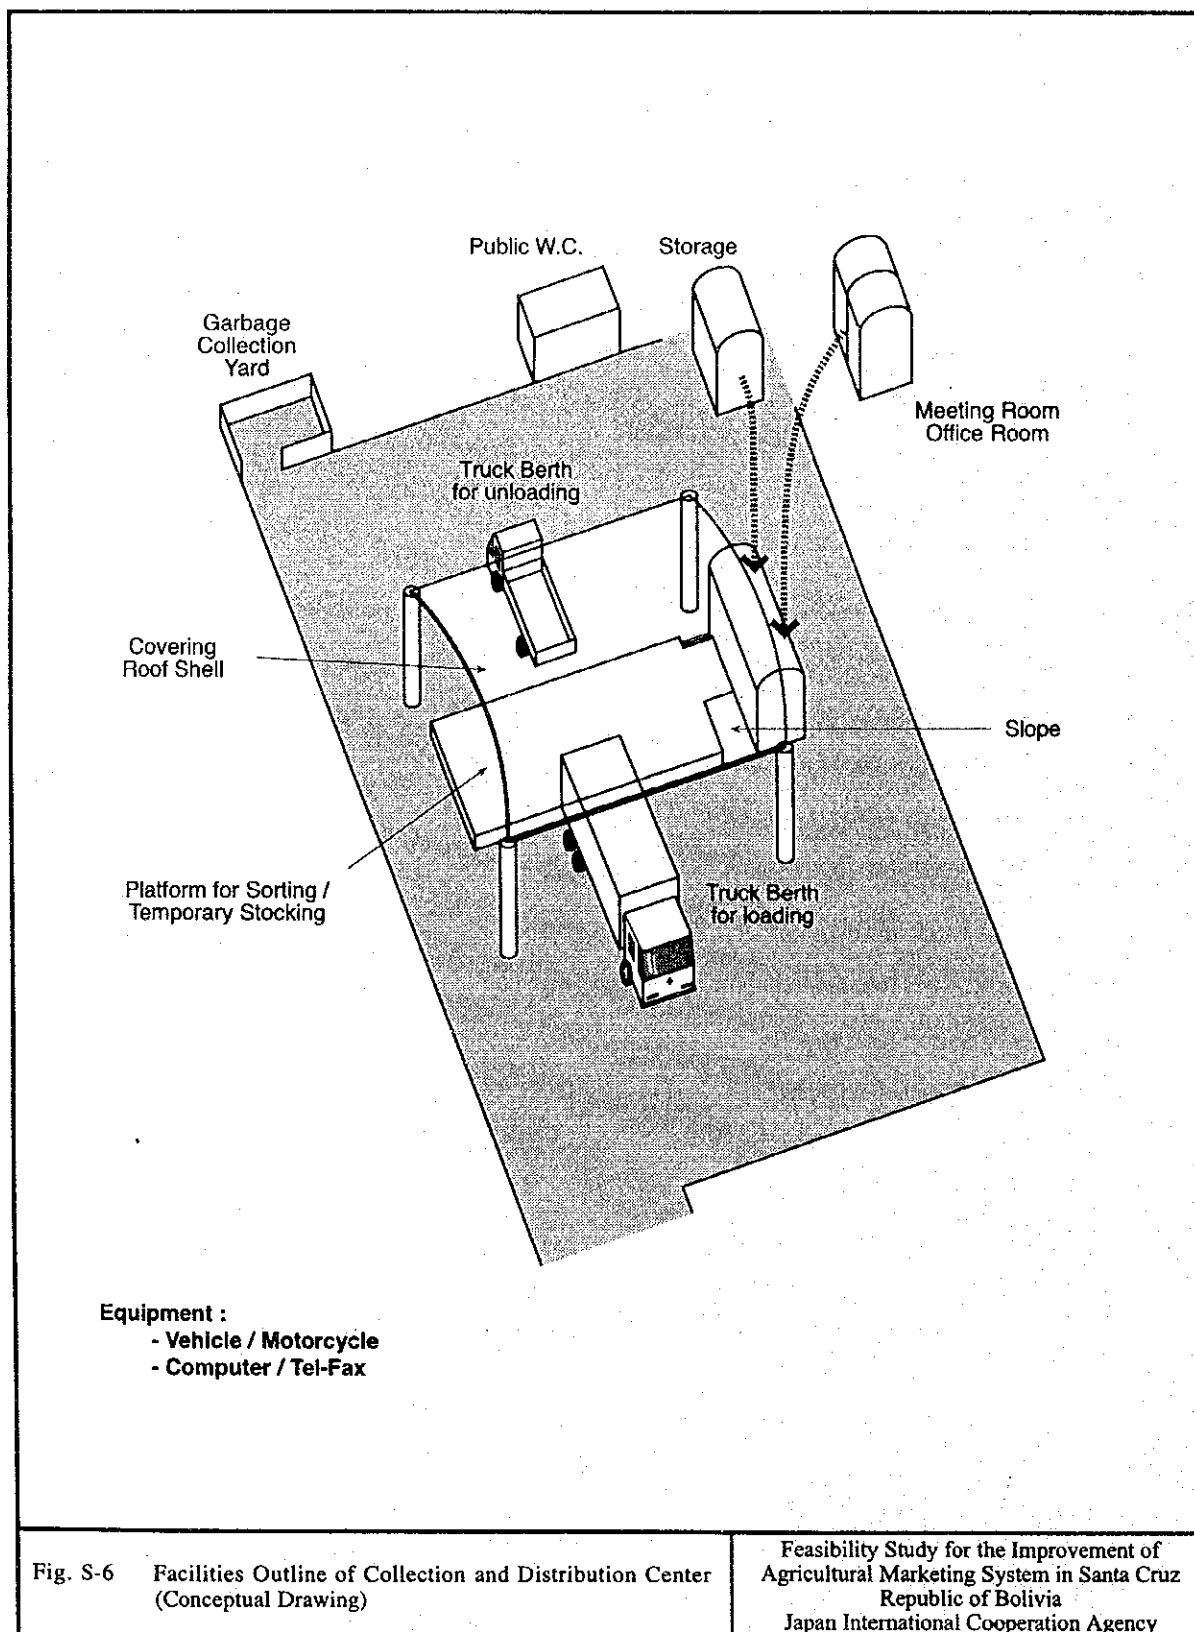 Public W.C.
Storage
Garbage
Collection
Yard
Meeting Room
Office Room
Truck Berth
for unloading
Covering
Roof Shell
Slope
Platform for Sorting /
Temporary Stocking
Truck Berth
for loading
Equipment :
- Vehicle / Motorcycle
- Computer / Tel-Fax
Fig. S-6 Facilities Outline of Collection and Distribution Center
(Conceptual Drawing)
Feasibility Study for the Improvement of
Agricultural Marketing System in Santa Cruz
Republic of Bolivia
Japan International Cooperation Agency